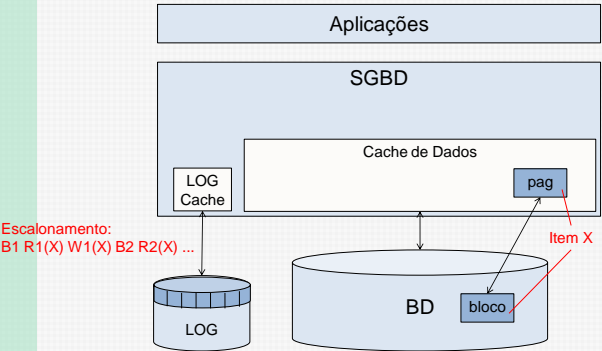 Aplicações
SGBD
Cache de Dados
LOG
Cache
pag
Escalonamento:
B1 R1(X) W1(X) B2 R2(X) ...
Item X
BD
bloco
LOG